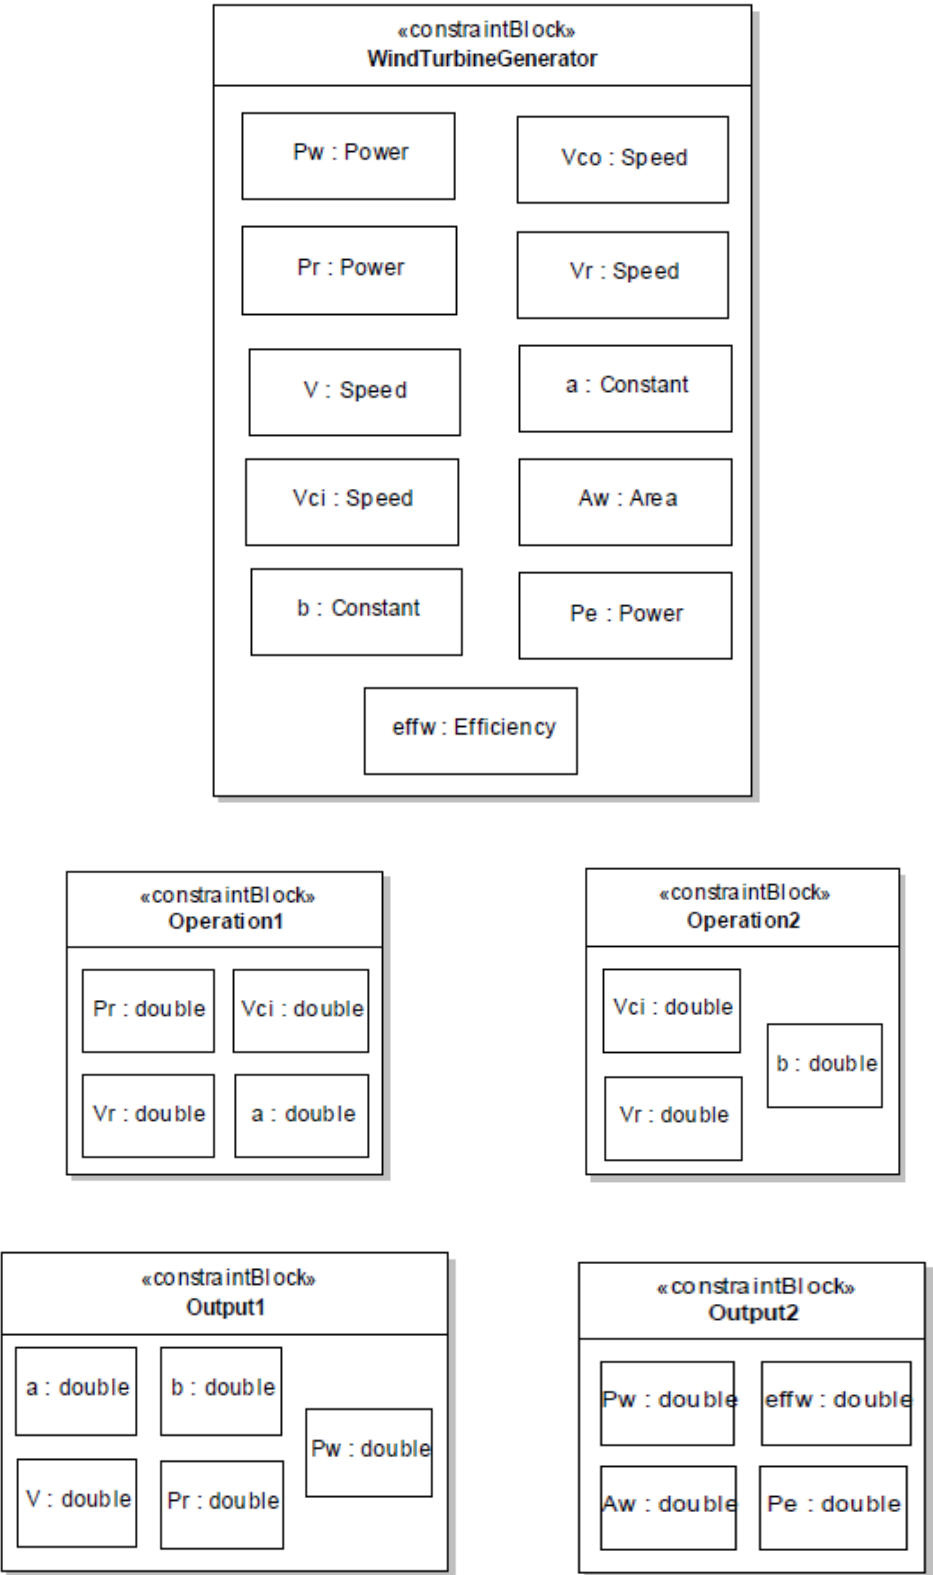 «constraintBlock»
WindTurbineGenerator
Pw : Power
Vco : Speed
Pr : Power
Vr : Speed
V : Speed
a : Constant
Vci : Speed
Aw : Area
b : Constant
Pe : Power
effw : Efficiency
«constraintBlock»
Operation1
Pr : double
Vci : double
Vr : double
a : double
«constraintBlock»
Operation2
Vci : double
b : double
Vr : double
«constraintBlock»
Output1
a : double
b : double
Pw : double
V : double
Pr : double
«constraintBlock»
Output2
Pw : double
effw : double
Aw : double
Pe : double